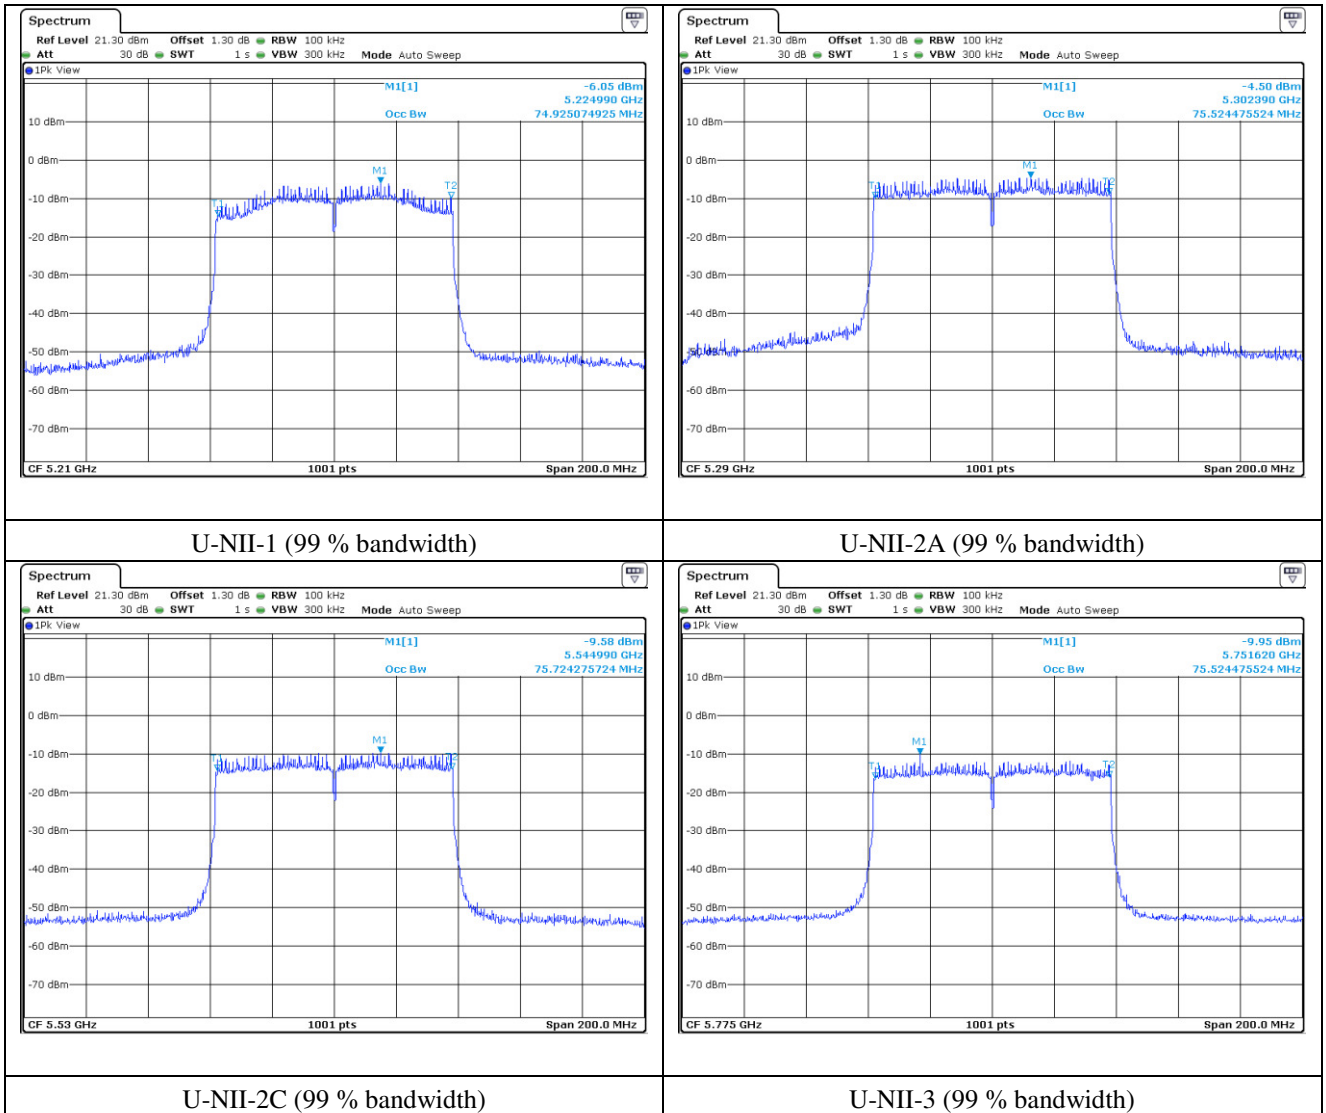 Spectrum
Ref Level 21.30 dBm Offset 1.30 dB RBW 100 kHz
Att 30 dB SWT 1 s VBW 300 kHz Mode Auto Sweep
1Pk View
M1[1] -6.05 dBm
5.224990 GHz
Occ Bw 74.925074925 MHz
10 dBm
0 dBm
M1
T2
-10 dBm
T1
-20 dBm
-30 dBm
-40 dBm
-50 dBm
-60 dBm
-70 dBm
CF 5.21 GHz 1001 pts Span 200.0 MHz
U-NII-1 (99 % bandwidth)
Spectrum
Ref Level 21.30 dBm Offset 1.30 dB RBW 100 kHz
Att 30 dB SWT 1 s VBW 300 kHz Mode Auto Sweep
1Pk View
M1[1] -4.50 dBm
5.302390 GHz
Occ Bw 75.524475524 MHz
10 dBm
0 dBm
M1
T1 T2
-10 dBm
-20 dBm
-30 dBm
-40 dBm
-50 dBm
-60 dBm
-70 dBm
CF 5.29 GHz 1001 pts Span 200.0 MHz
U-NII-2A (99 % bandwidth)
Spectrum
Ref Level 21.30 dBm Offset 1.30 dB RBW 100 kHz
Att 30 dB SWT 1 s VBW 300 kHz Mode Auto Sweep
1Pk View
M1[1] -9.58 dBm
5.544990 GHz
Occ Bw 75.724275724 MHz
10 dBm
0 dBm
M1
-10 dBm
T1 T2
-20 dBm
-30 dBm
-40 dBm
-50 dBm
-60 dBm
-70 dBm
CF 5.53 GHz 1001 pts Span 200.0 MHz
U-NII-2C (99 % bandwidth)
Spectrum
Ref Level 21.30 dBm Offset 1.30 dB RBW 100 kHz
Att 30 dB SWT 1 s VBW 300 kHz Mode Auto Sweep
1Pk View
M1[1] -9.95 dBm
5.751620 GHz
Occ Bw 75.524475524 MHz
10 dBm
0 dBm
M1
-10 dBm
T1 T2
-20 dBm
-30 dBm
-40 dBm
-50 dBm
-60 dBm
-70 dBm
CF 5.775 GHz 1001 pts Span 200.0 MHz
U-NII-3 (99 % bandwidth)